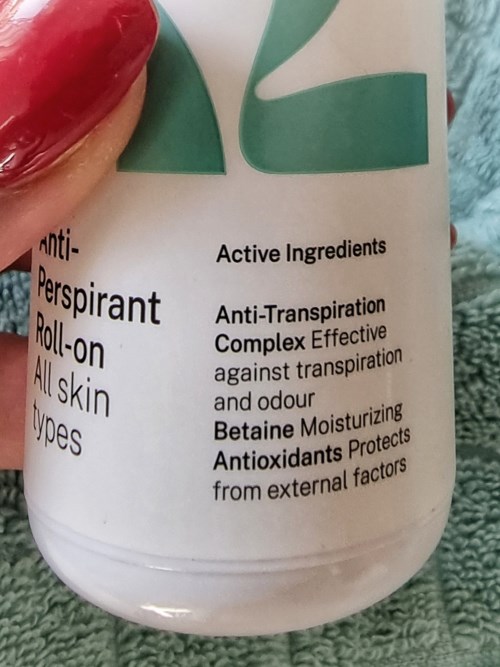 Anti-
Perspirant
Roll-on
All skin
types
Active Ingredients
Anti-Transpiration
Complex Effective
against transpiration
and odour
Betaine Moisturizing
Antioxidants Protects
from external factors